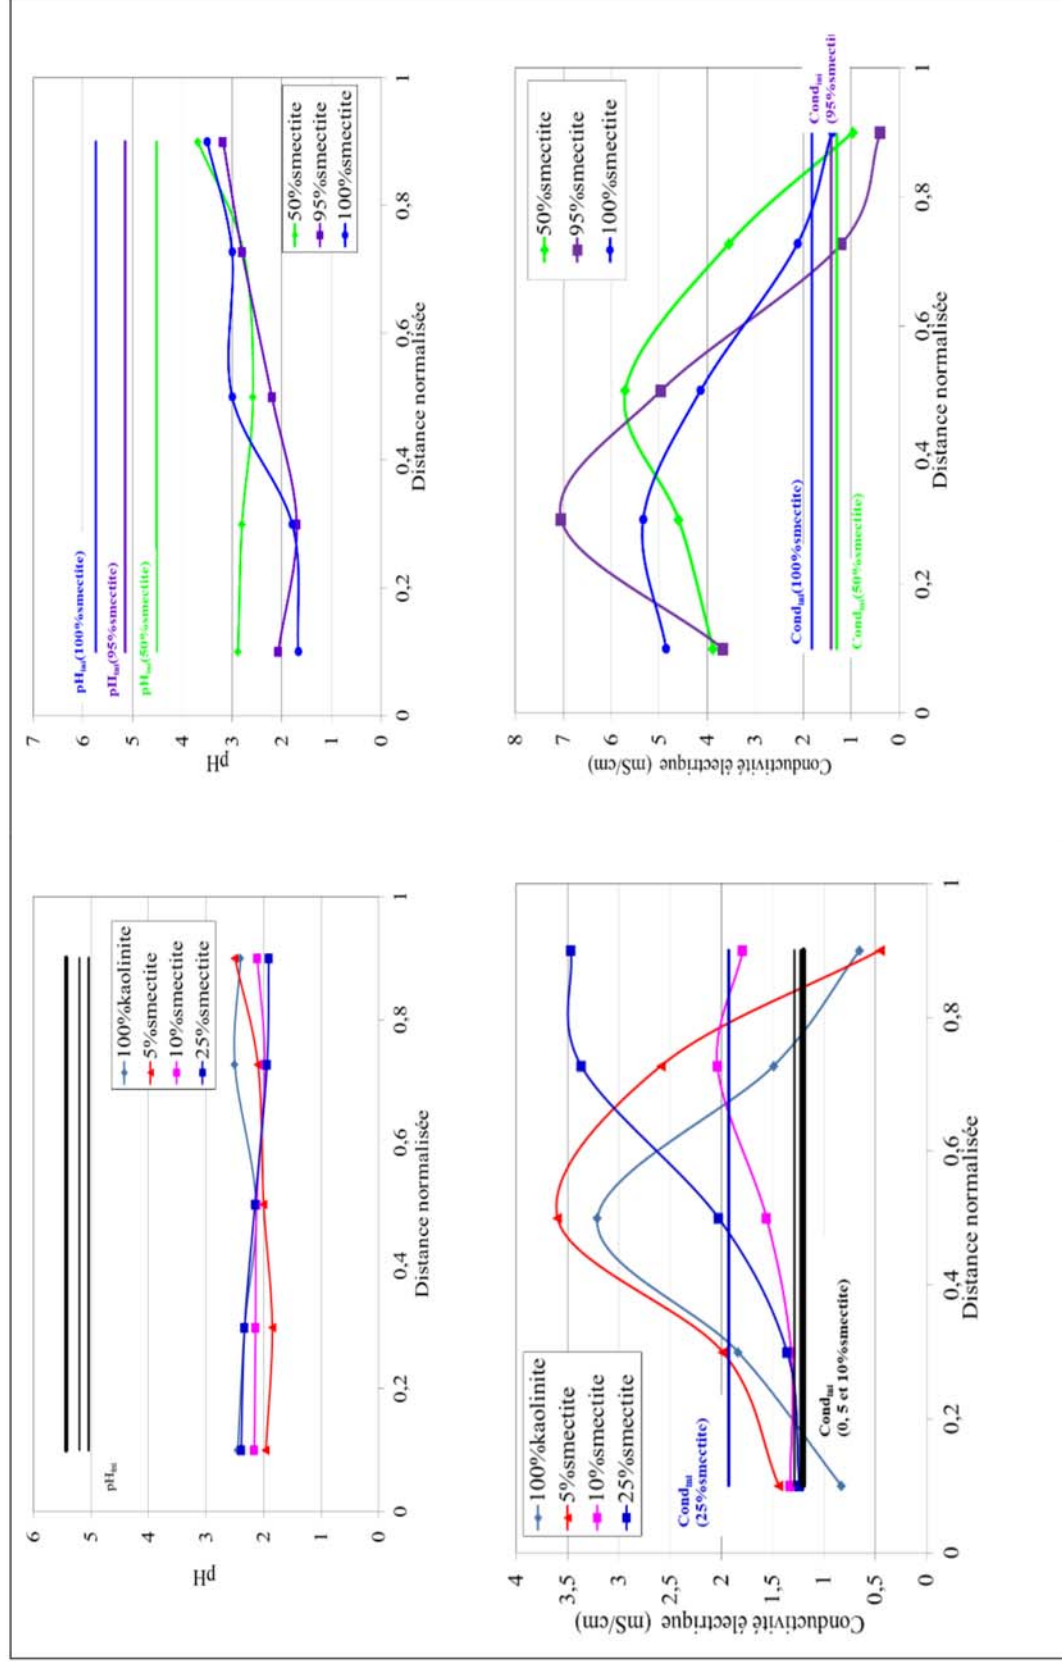 pH
6
5
4
3
2
1
0
pHini
100%kaolinite
5%smectite
10%smectite
25%smectite
0
0,2
0,4
0,6
0,8
1
Distance normalisée
pH
7
6
5
4
3
2
1
0
pHini(100%smectite)
pHini(95%smectite)
pHini(50%smectite)
50%smectite
95%smectite
100%smectite
0
0,2
0,4
0,6
0,8
1
Distance normalisée
Conductivité électrique (mS/cm)
4
3,5
3
2,5
2
1,5
1
0,5
0
100%kaolinite
5%smectite
10%smectite
25%smectite
Condini
(25%smectite)
Condini
(0, 5 et 10%smectite)
0
0,2
0,4
0,6
0,8
1
Distance normalisée
Conductivité électrique (mS/cm)
8
7
6
5
4
3
2
1
0
50%smectite
95%smectite
100%smectite
Condini(100%smectite)
Condini
(95%smecti
Condini(50%smectite)
0
0,2
0,4
0,6
0,8
1
Distance normalisée